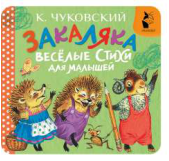 К. ЧУКОВСКИЙ
ЗАКАЛЯКА
ВЕСЁЛЫЕ СТИХИ
ДЛЯ МАЛЫШЕЙ